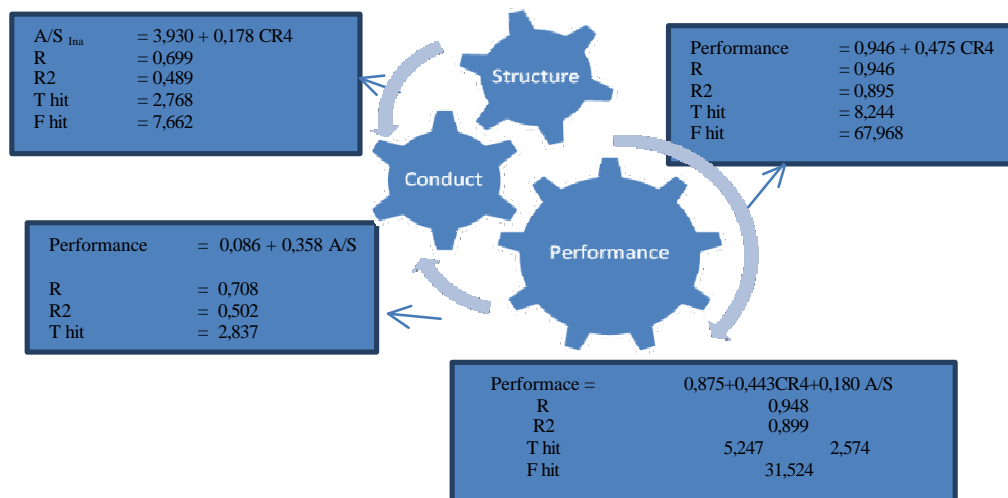 A/S Ina = 3,930 + 0,178 CR4
R = 0,699
R2 = 0,489
T hit = 2,768
F hit = 7,662
Structure
Performance = 0,946 + 0,475 CR4
R = 0,946
R2 = 0,895
T hit = 8,244
F hit = 67,968
Conduct
Performance
Performance = 0,086 + 0,358 A/S
R = 0,708
R2 = 0,502
T hit = 2,837
Performace = 0,875+0,443CR4+0,180 A/S
R 0,948
R2 0,899
T hit 5,247 2,574
F hit 31,524